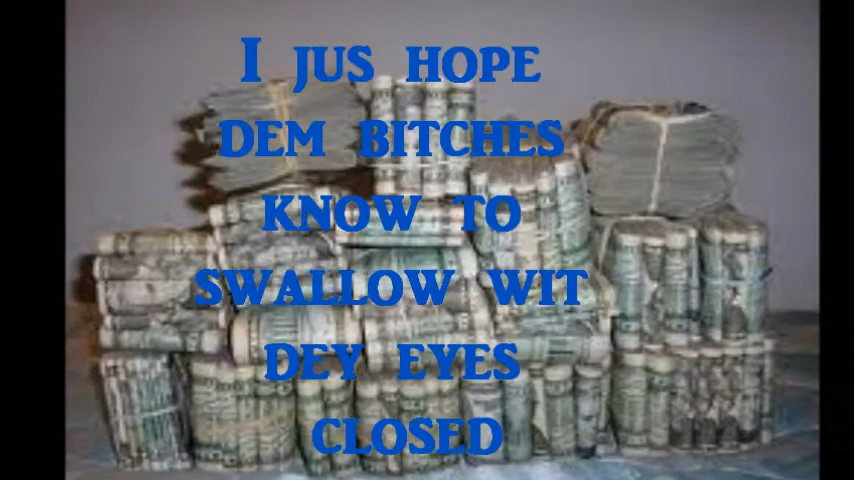 I JUS HOPE
DEM BITCHES
KNOW TO
SWALLOW WIT
DEY EYES
CLOSED